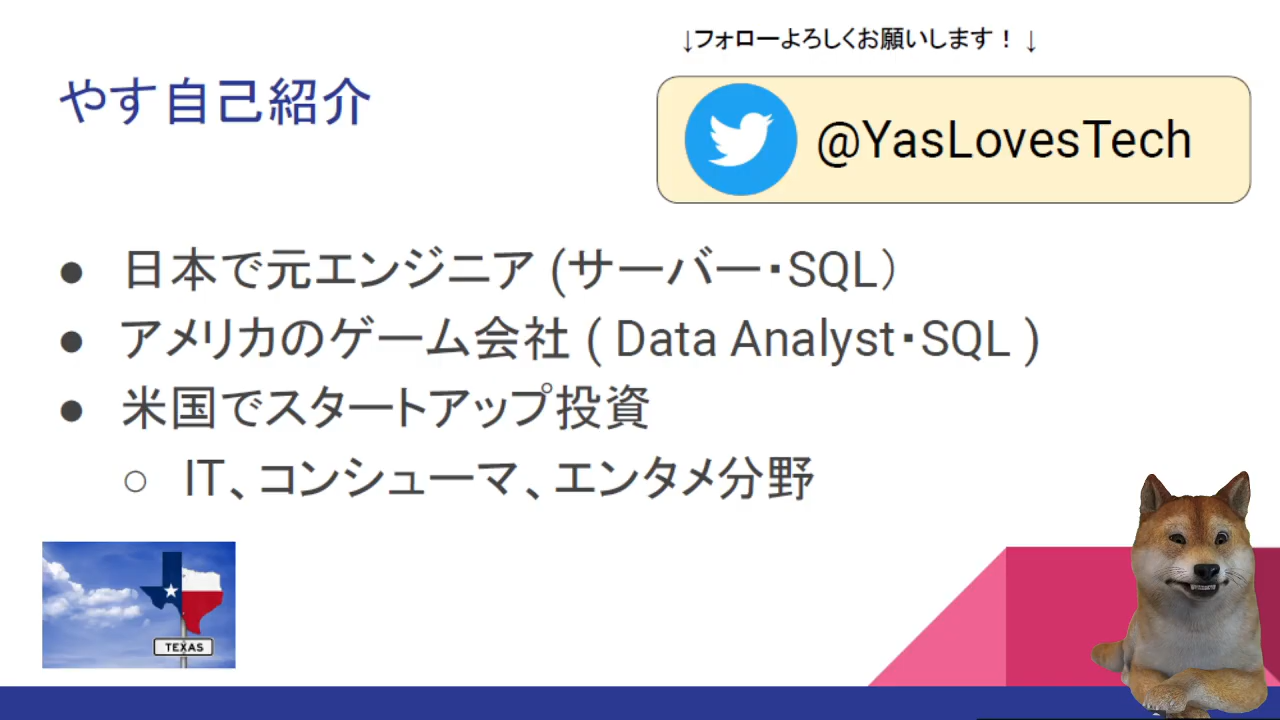 ↓フォローよろしくお願いします！ ↓
やす自己紹介
@YasLovesTech
● 日本で元エンジニア (サーバー・SQL）
● アメリカのゲーム会社 ( Data Analyst・SQL )
● 米国でスタートアップ投資
○ IT、コンシューマ、エンタメ分野
TEXAS